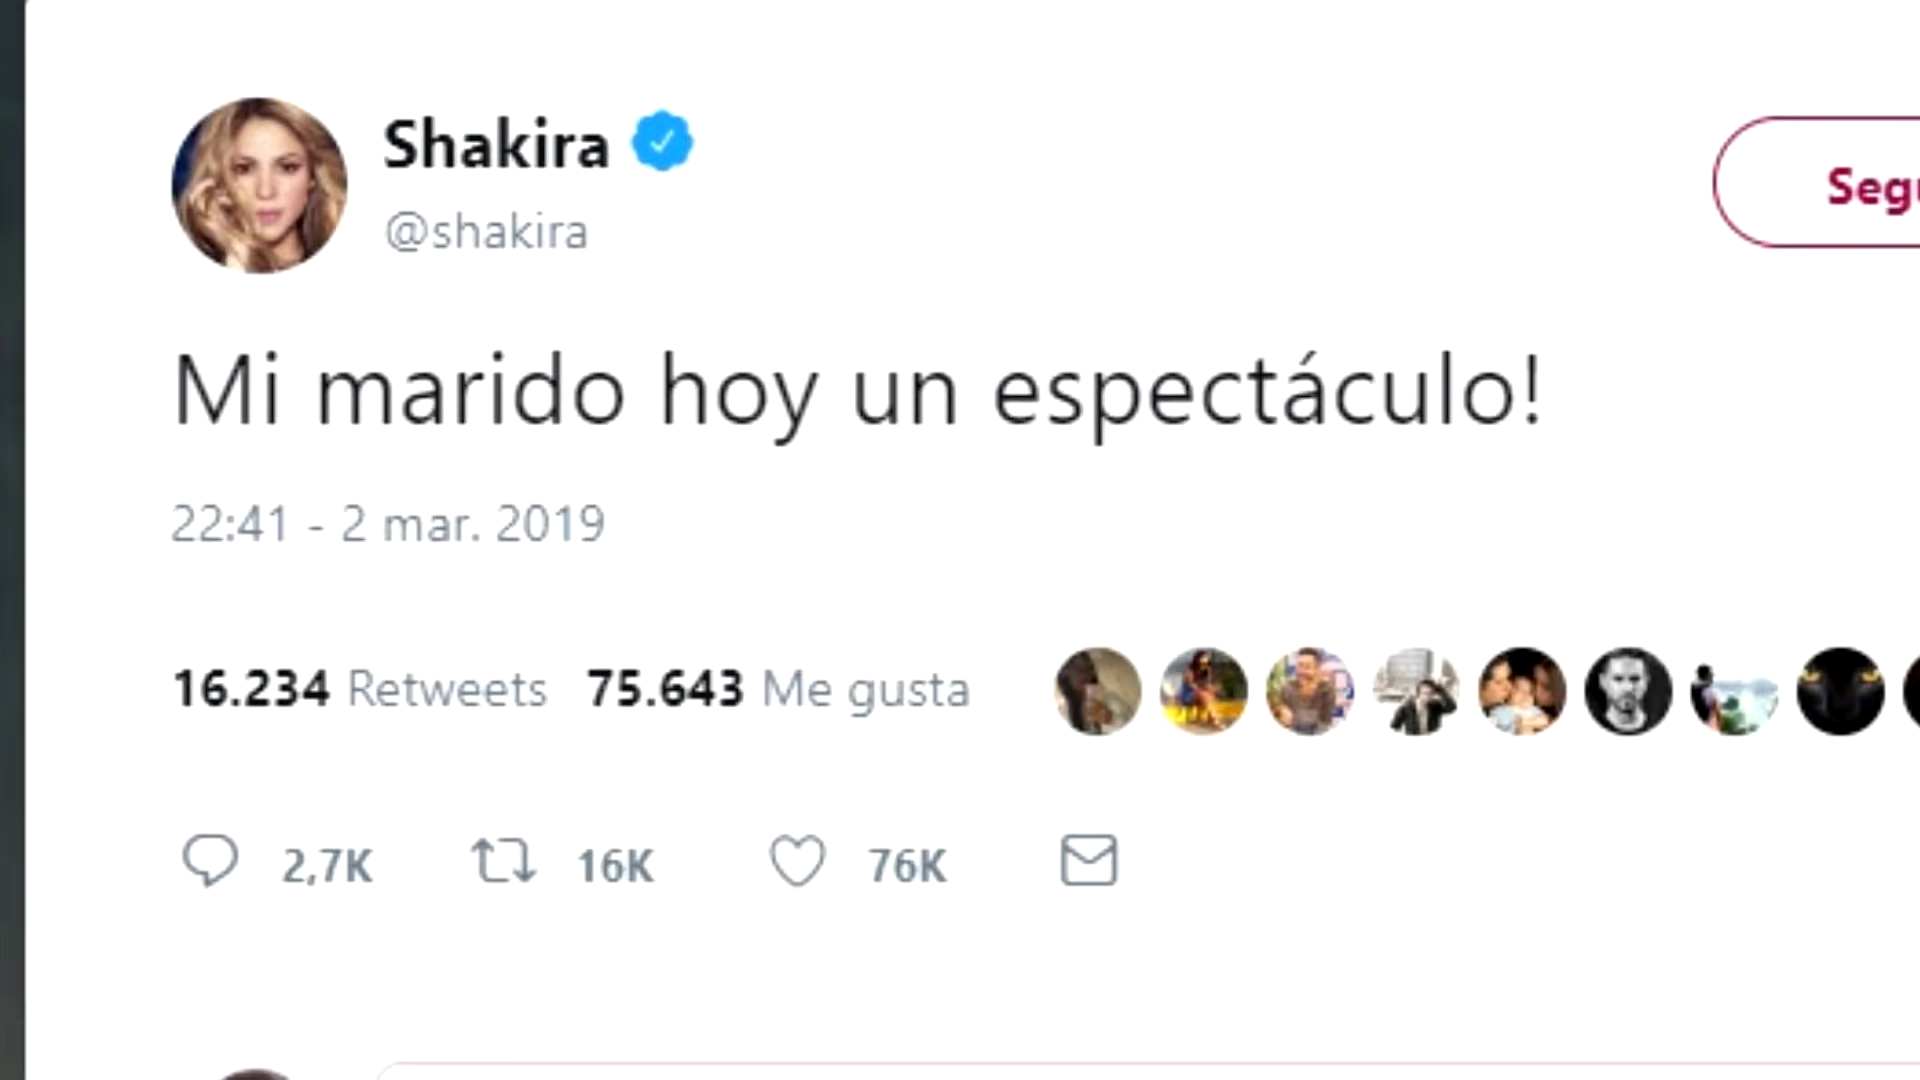 Shakira
@shakira
Segu
Mi marido hoy un espectáculo!
22:41 - 2 mar. 2019
16.234 Retweets 75.643 Me gusta
2,7K 16K 76K